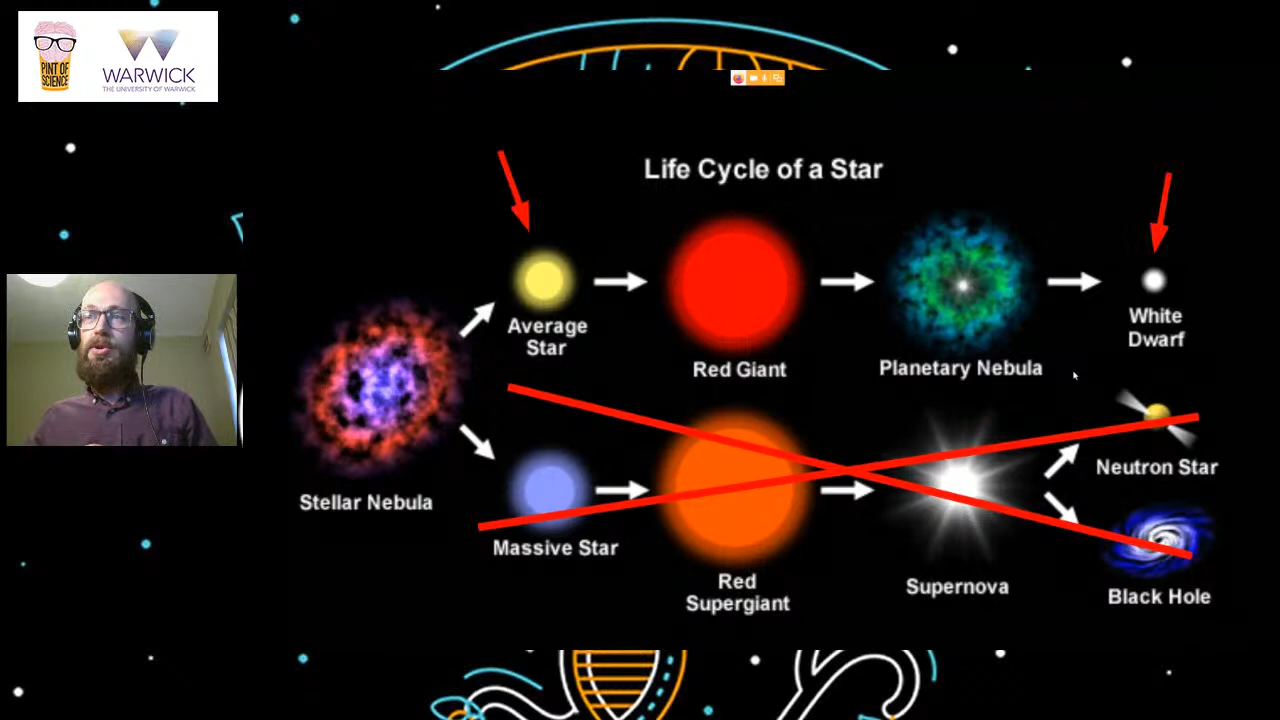 PINT OF
SCIENCE
WARWICK
THE UNIVERSITY OF WARWICK
Life Cycle of a Star
Average
Star
Red Giant
Planetary Nebula
White
Dwarf
Stellar Nebula
Massive Star
Red
Supergiant
Supernova
Neutron Star
Black Hole